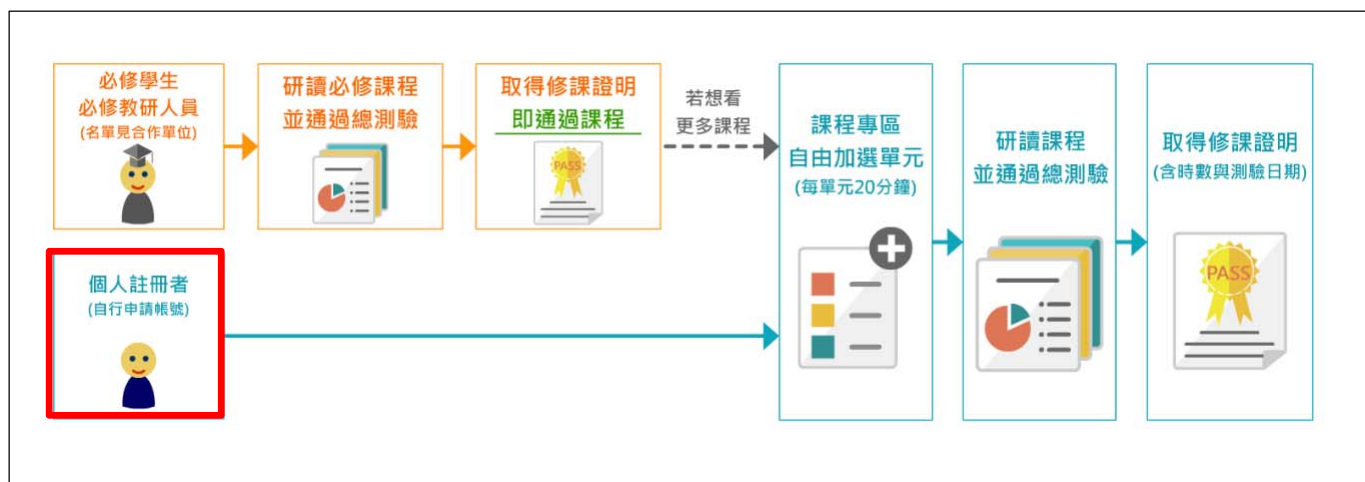 必修學生
必修教研人員
(名單見合作單位)
研讀必修課程
並通過總測驗
取得修課證明
即通過課程
PASS
若想看
更多課程
課程專區
自由加選單元
(每單元20分鐘)
研讀課程
並通過總測驗
取得修課證明
(含時數與測驗日期)
PASS
個人註冊者
(自行申請帳號)